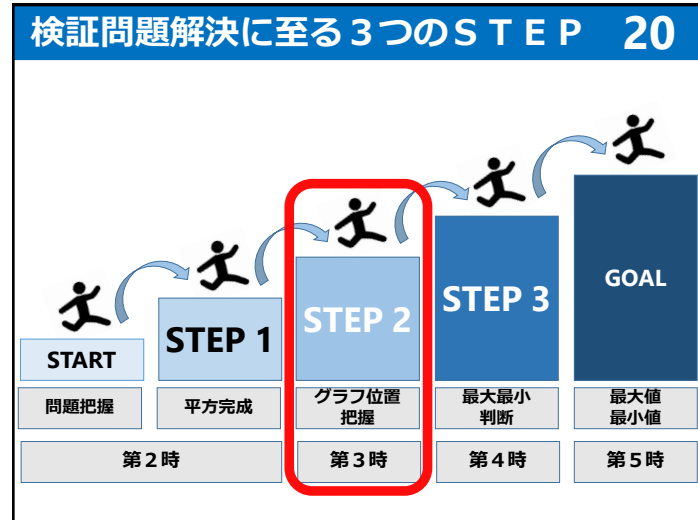 検証問題解決に至る３つのＳＴＥＰ 20
START
STEP 1
STEP 2
STEP 3
GOAL
問題把握
平方完成
グラフ位置
把握
最大最小
判断
最大値
最小値
第２時
第３時
第４時
第５時